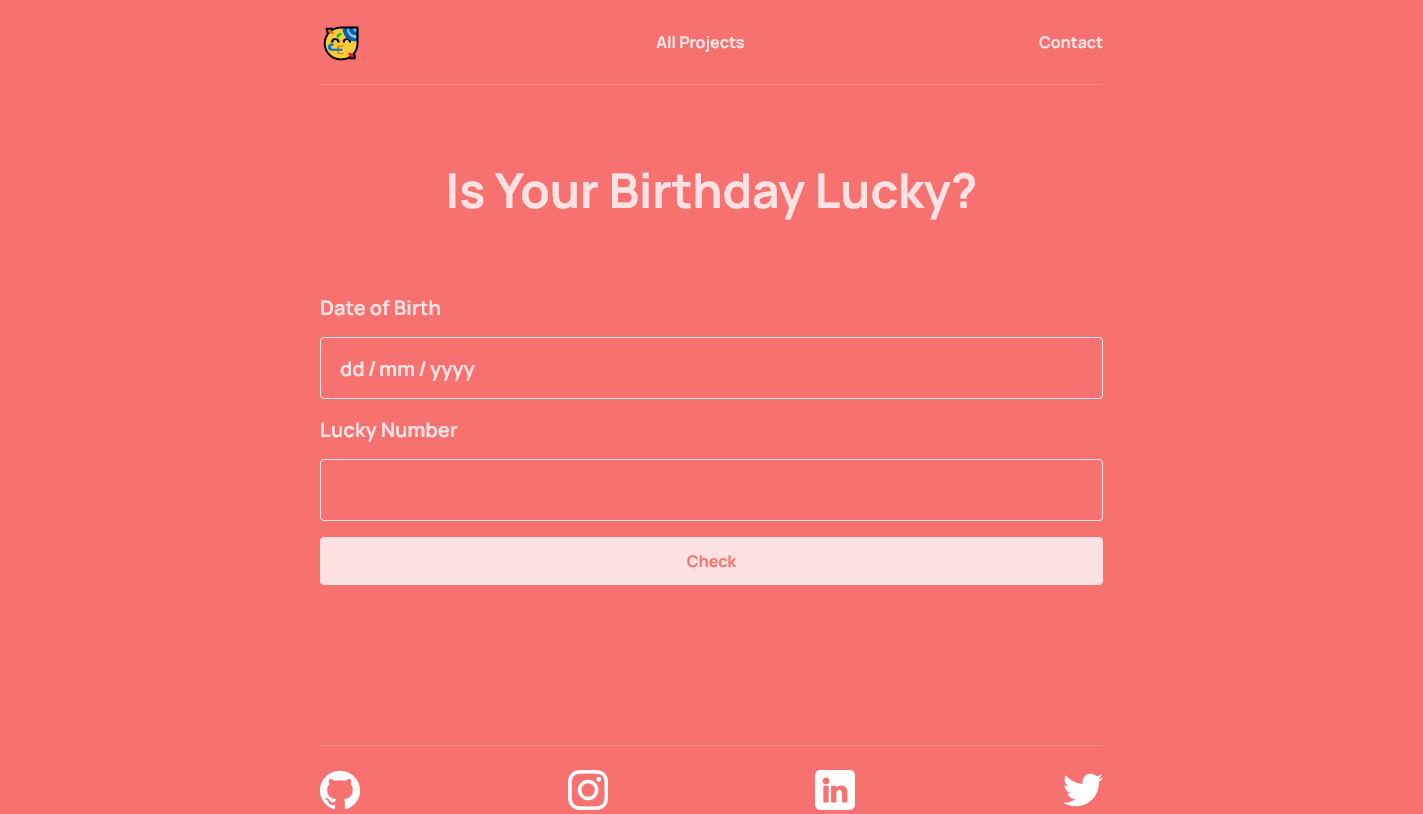 All Projects
Contact
Is Your Birthday Lucky?
Date of Birth
dd / mm / yyyy
Lucky Number
Check